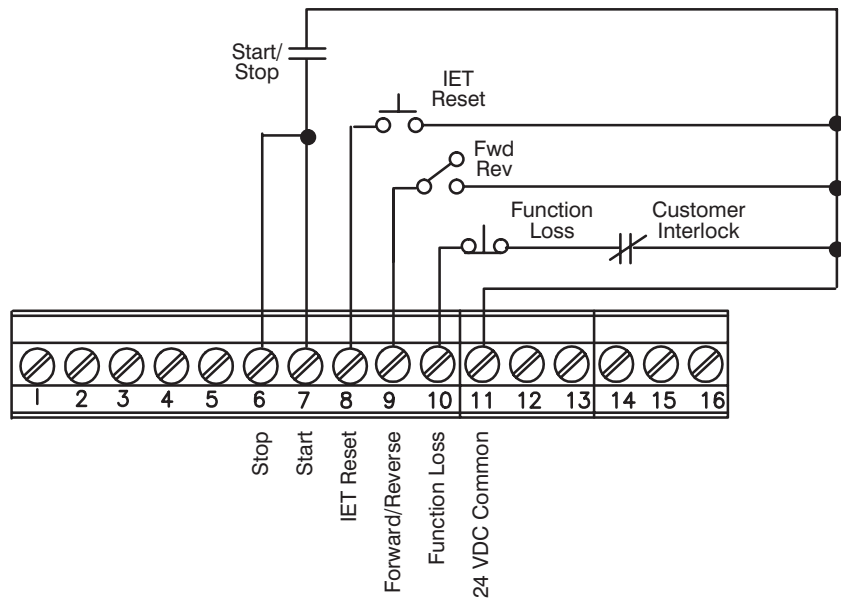 Start/
Stop
IET
Reset
Fwd
Rev
Function
Loss
Customer
Interlock
1 2 3 4 5 6 7 8 9 10 11 12 13 14 15 16
Stop
Start
IET Reset
Forward/Reverse
Function Loss
24 VDC Common